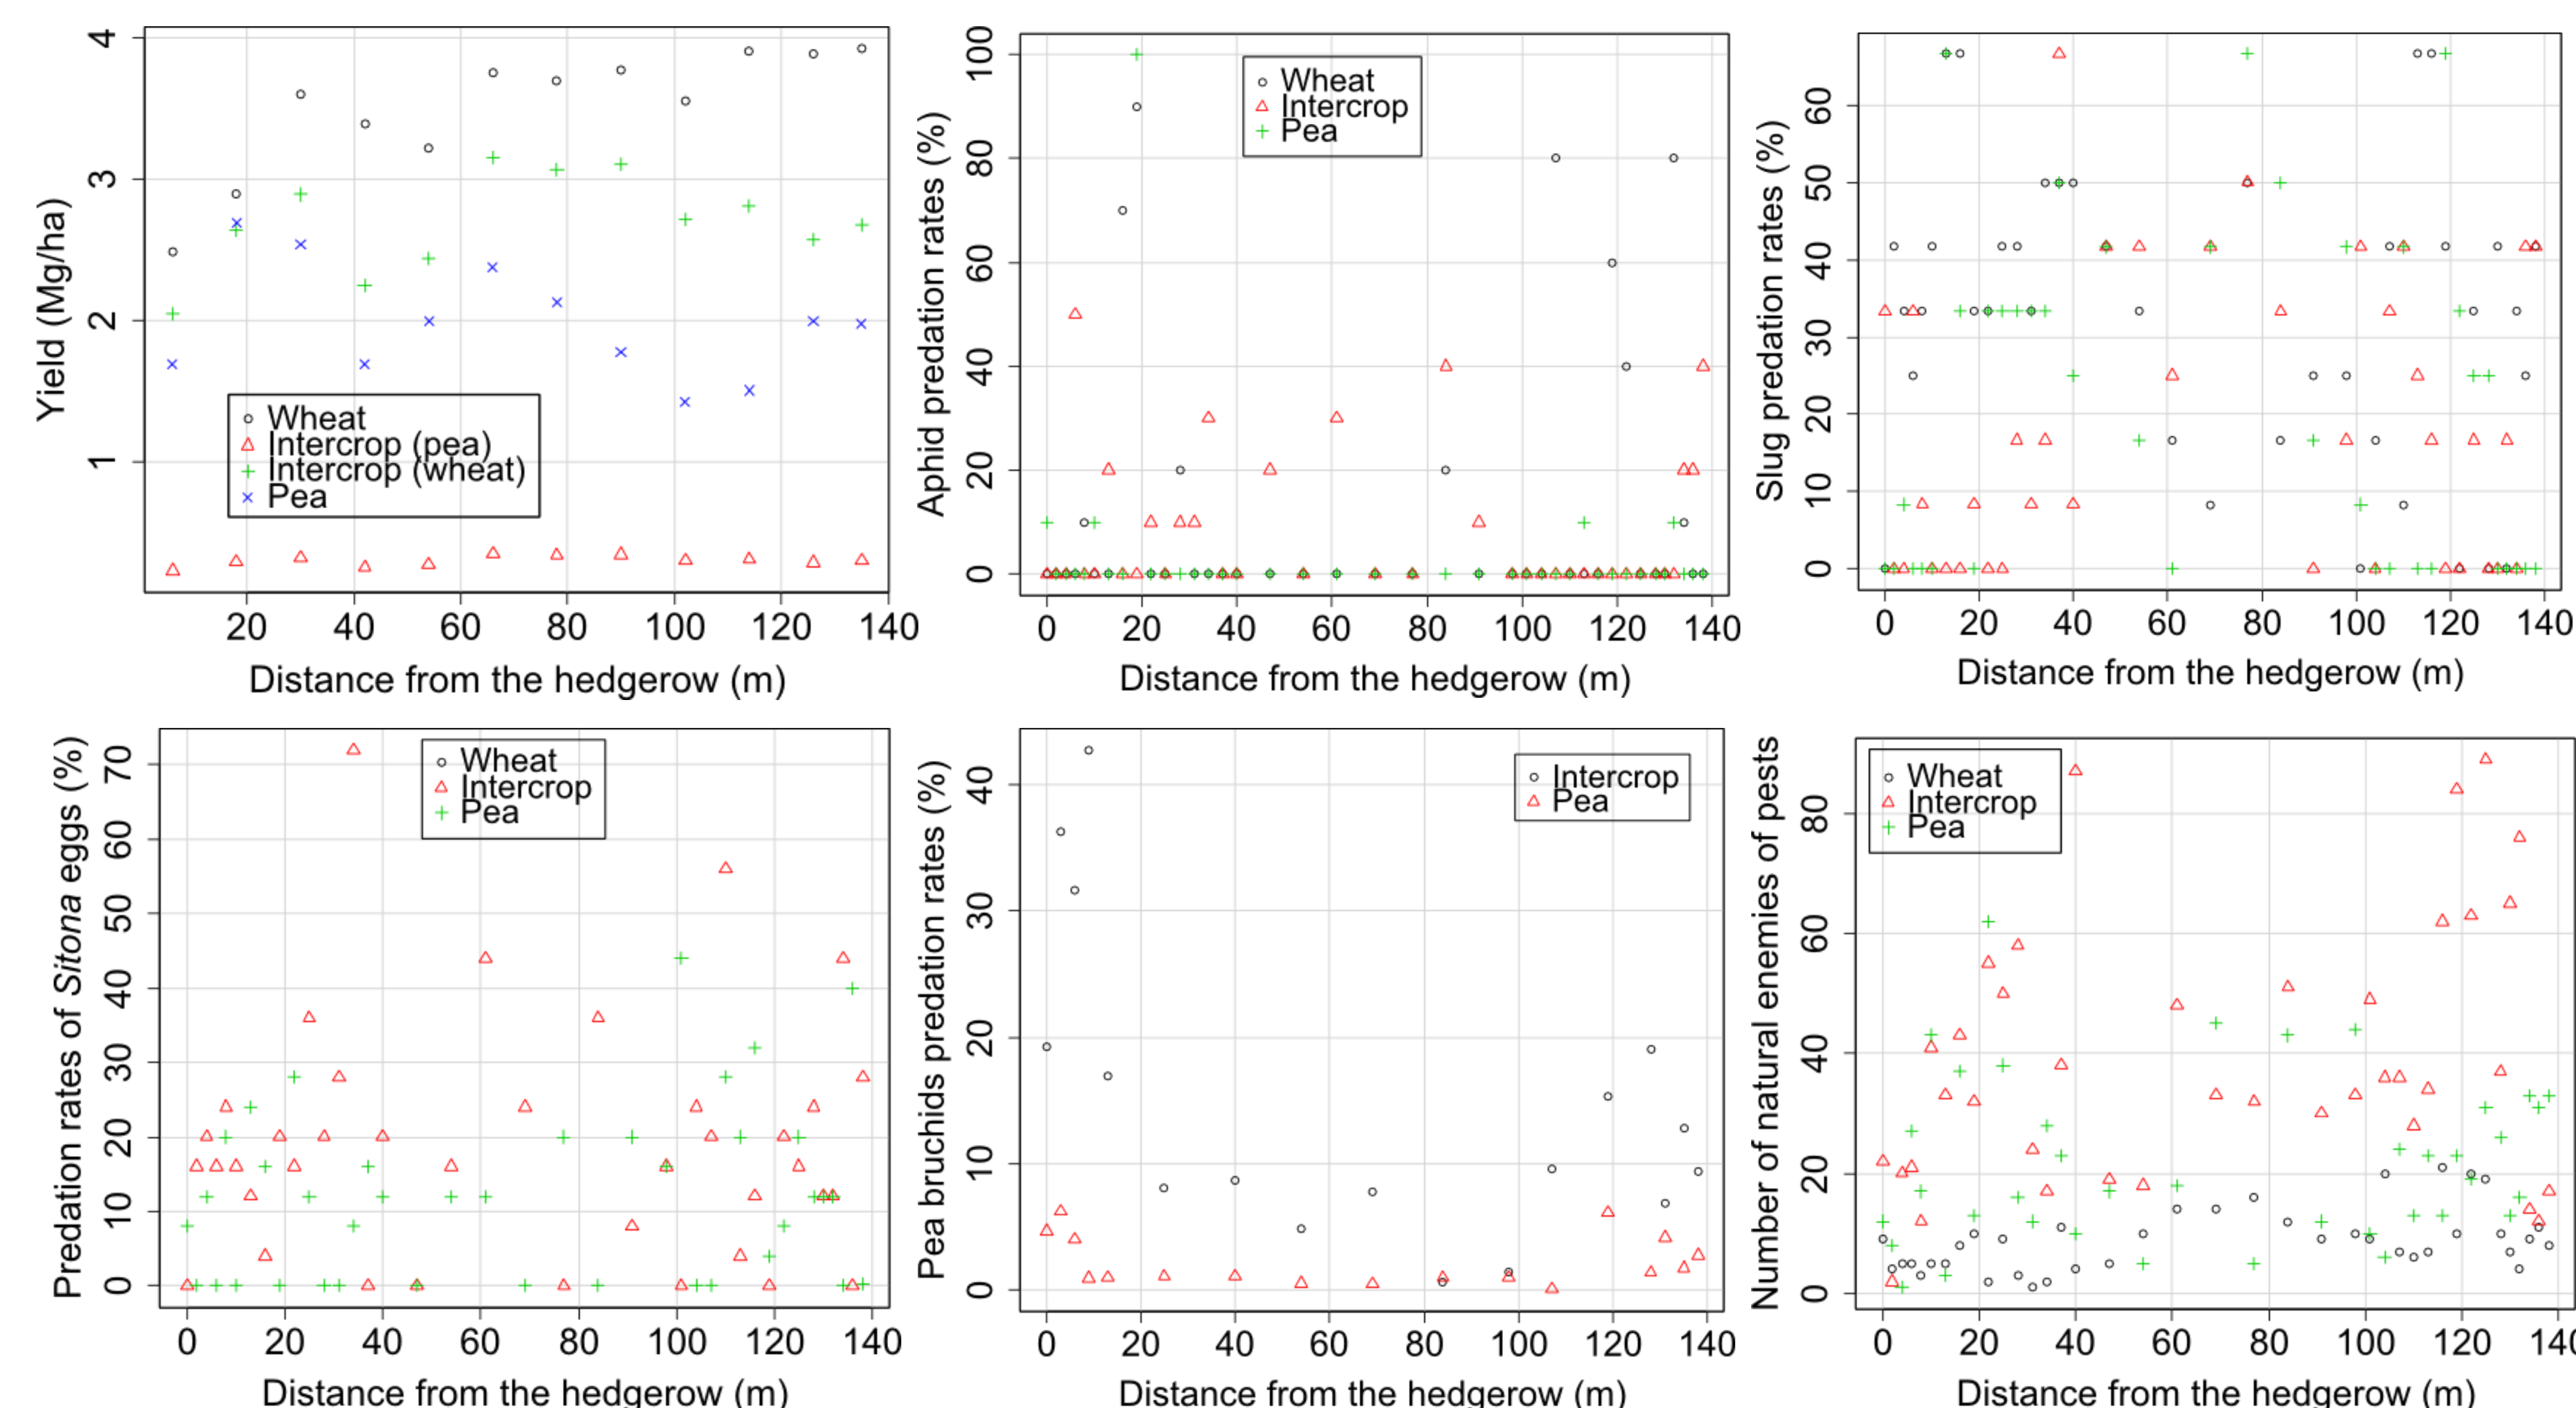 Yield (Mg/ha)
4
3
2
1
Wheat
Intercrop (pea)
Intercrop (wheat)
Pea
20 40 60 80 100 120 140
Distance from the hedgerow (m)
Aphid predation rates (%)
100
80
60
40
20
0
Wheat
Intercrop
Pea
0 20 40 60 80 100 120 140
Distance from the hedgerow (m)
Slug predation rates (%)
60
50
40
30
20
10
0
0 20 40 60 80 100 120 140
Distance from the hedgerow (m)
Predation rates of Sitona eggs (%)
70
60
50
40
30
20
10
0
Wheat
Intercrop
Pea
0 20 40 60 80 100 120 140
Distance from the hedgerow (m)
Pea bruchids predation rates (%)
40
30
20
10
0
Intercrop
Pea
0 20 40 60 80 100 120 140
Distance from the hedgerow (m)
Number of natural enemies of pests
80
60
40
20
0
Wheat
Intercrop
Pea
0 20 40 60 80 100 120 140
Distance from the hedgerow (m)